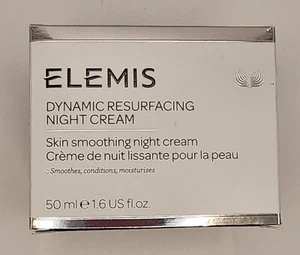 ELEMIS
DYNAMIC RESURFACING
NIGHT CREAM
Skin smoothing night cream
Crème de nuit lissante pour la peau
.: Smoothes, conditions, moisturises
50 ml e 1.6 US fl.oz.